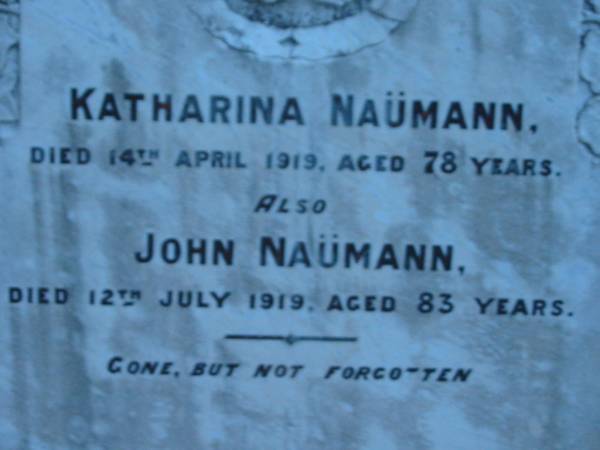 KATHARINA NAÜMANN,
DIED 14TH APRIL 1919, AGED 78 YEARS.
ALSO
JOHN NAÜMANN,
DIED 12TH JULY 1919, AGED 83 YEARS.
GONE, BUT NOT FORGOTTEN